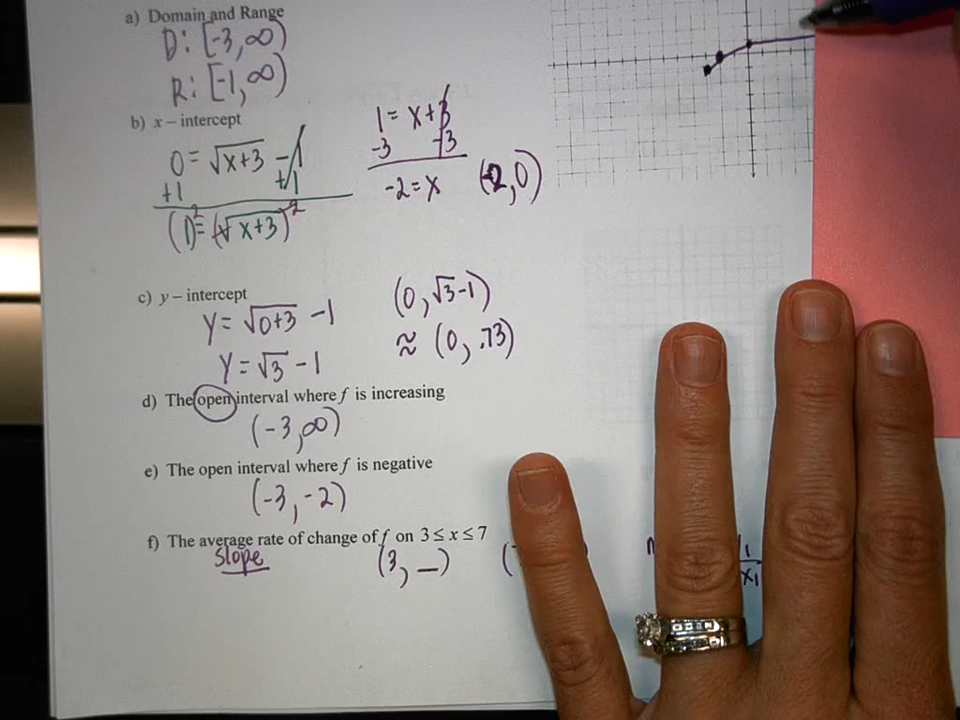 a) Domain and Range
D: [-3, ∞)
R: [-1, ∞)
b) x – intercept
0 = √x+3 - 1
+1 +1
(1)² = (√x+3)²
1 = x+3
-3 -3
-2 = x (-2, 0)
c) y – intercept
y = √0+3 - 1
y = √3 - 1
(0, √3-1)
≈ (0, .73)
d) The open interval where f is increasing
(-3, ∞)
e) The open interval where f is negative
(-3, -2)
f) The average rate of change of f on 3 ≤ x ≤ 7
Slope (3, _) (